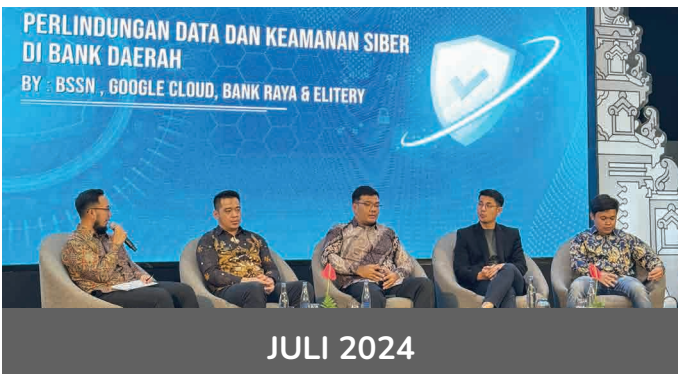 PERLINDUNGAN DATA DAN KEAMANAN SIBER
DI BANK DAERAH
BY : BSSN , GOOGLE CLOUD, BANK RAYA & ELITERY
JULI 2024